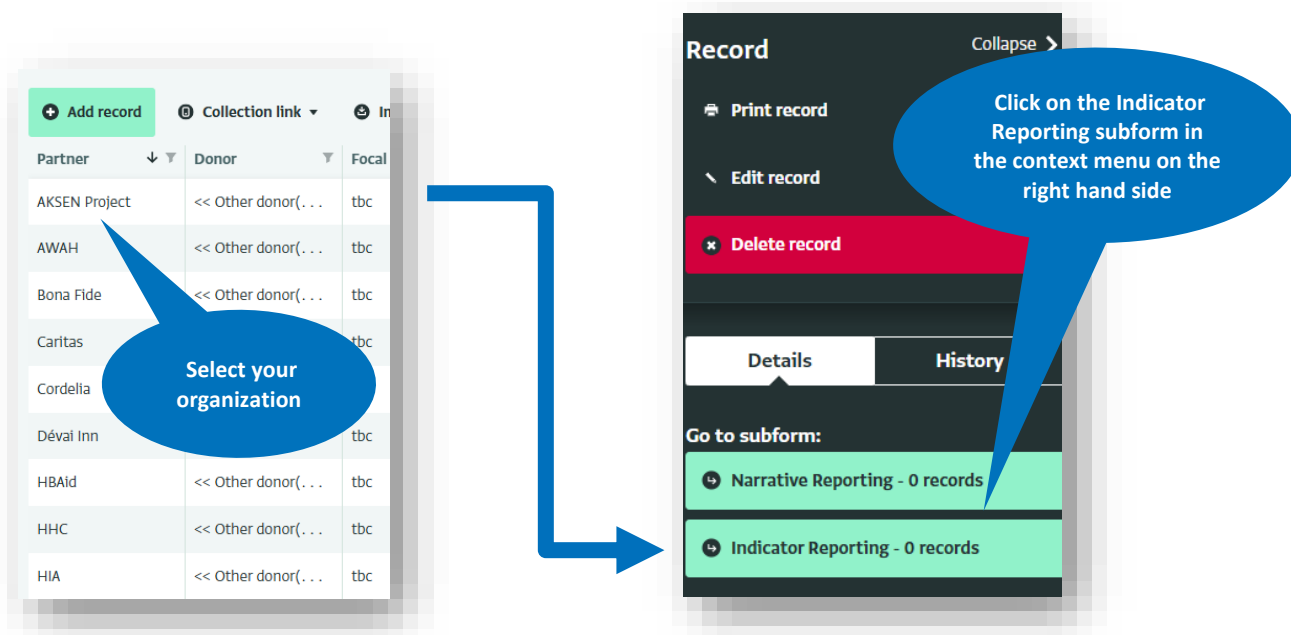 Add record
Collection link
Partner
Donor
Focal
AKSEN Project
<< Other donor(. . .
tbc
AWAH
<< Other donor(. . .
tbc
Bona Fide
<< Other donor(. . .
tbc
Caritas
tbc
Cordelia
Dévai Inn
tbc
HBAid
<< Other donor(. . .
tbc
HHC
<< Other donor(. . .
tbc
HIA
<< Other donor(. . .
tbc
Select your
organization
Record
Collapse
Print record
Edit record
Delete record
Details
History
Go to subform:
Narrative Reporting - 0 records
Indicator Reporting - 0 records
Click on the Indicator
Reporting subform in
the context menu on the
right hand side